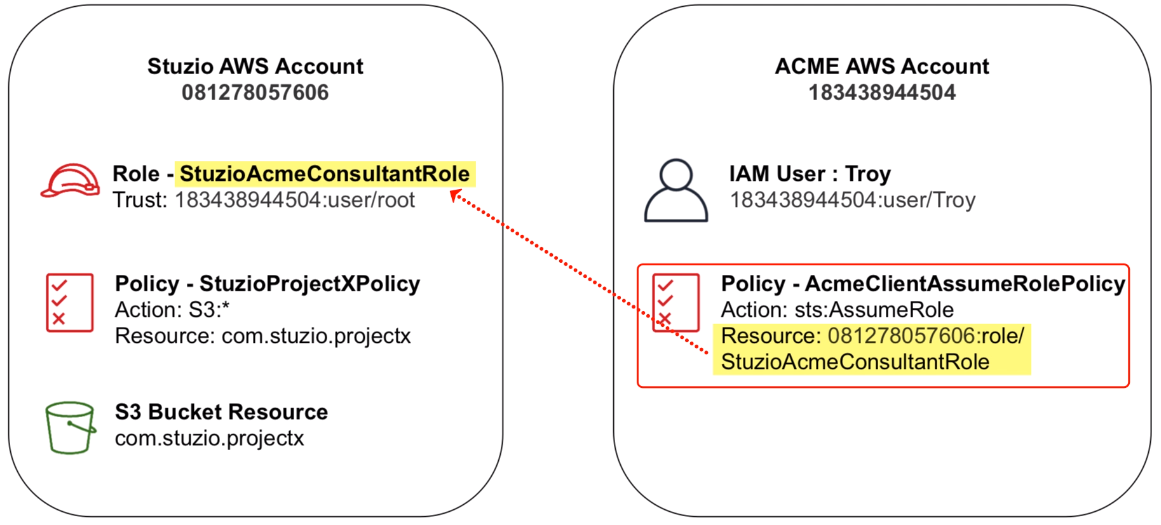 Stuzio AWS Account
081278057606
Role - StuzioAcmeConsultantRole
Trust: 183438944504:user/root
Policy - StuzioProjectXPolicy
Action: S3:*
Resource: com.stuzio.projectx
S3 Bucket Resource
com.stuzio.projectx
ACME AWS Account
183438944504
IAM User : Troy
183438944504:user/Troy
Policy - AcmeClientAssumeRolePolicy
Action: sts:AssumeRole
Resource: 081278057606:role/
StuzioAcmeConsultantRole